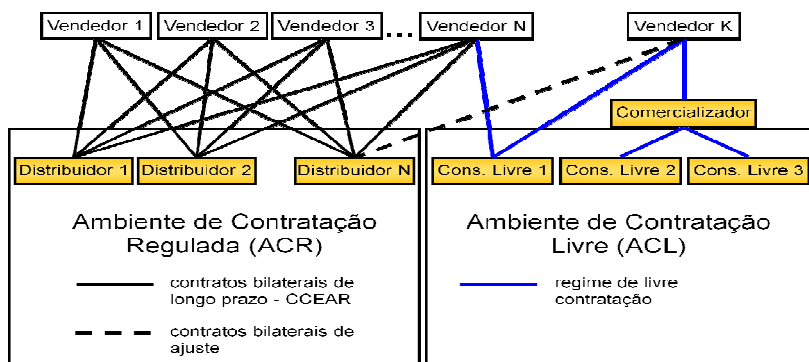 Vendedor 1 Vendedor 2 Vendedor 3 ... Vendedor N Vendedor K
Comercializador
Distribuidor 1 Distribuidor 2 Distribuidor N Cons. Livre 1 Cons. Livre 2 Cons. Livre 3
Ambiente de Contratação
Regulada (ACR)
contratos bilaterais de
longo prazo - CCEAR
contratos bilaterais de
ajuste
Ambiente de Contratação
Livre (ACL)
regime de livre
contratação